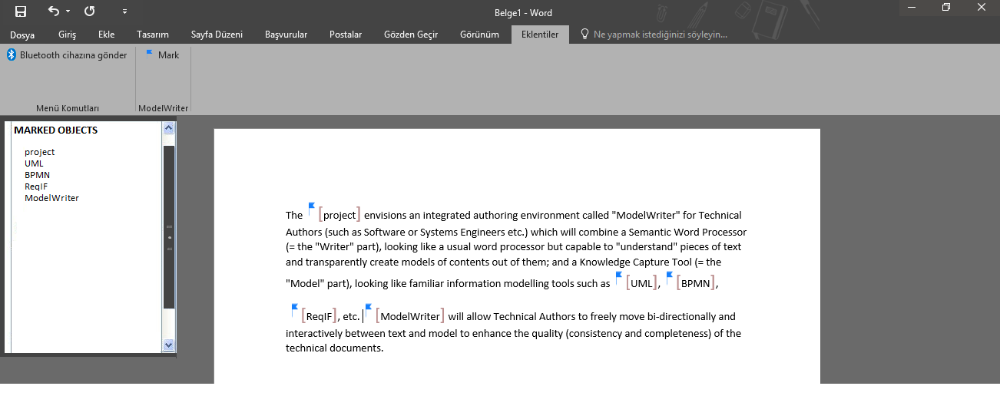 Belge1 - Word
Dosya Giriş Ekle Tasarım Sayfa Düzeni Başvurular Postalar Gözden Geçir Görünüm Eklentiler Ne yapmak istediğinizi söyleyin...
Bluetooth cihazına gönder Mark
Menü Komutları ModelWriter
MARKED OBJECTS
project
UML
BPMN
ReqIF
ModelWriter
The [project] envisions an integrated authoring environment called "ModelWriter" for Technical
Authors (such as Software or Systems Engineers etc.) which will combine a Semantic Word Processor
(= the "Writer" part), looking like a usual word processor but capable to "understand" pieces of text
and transparently create models of contents out of them; and a Knowledge Capture Tool (= the
"Model" part), looking like familiar information modelling tools such as [UML], [BPMN],
[ReqIF], etc. [ModelWriter] will allow Technical Authors to freely move bi-directionally and
interactively between text and model to enhance the quality (consistency and completeness) of the
technical documents.